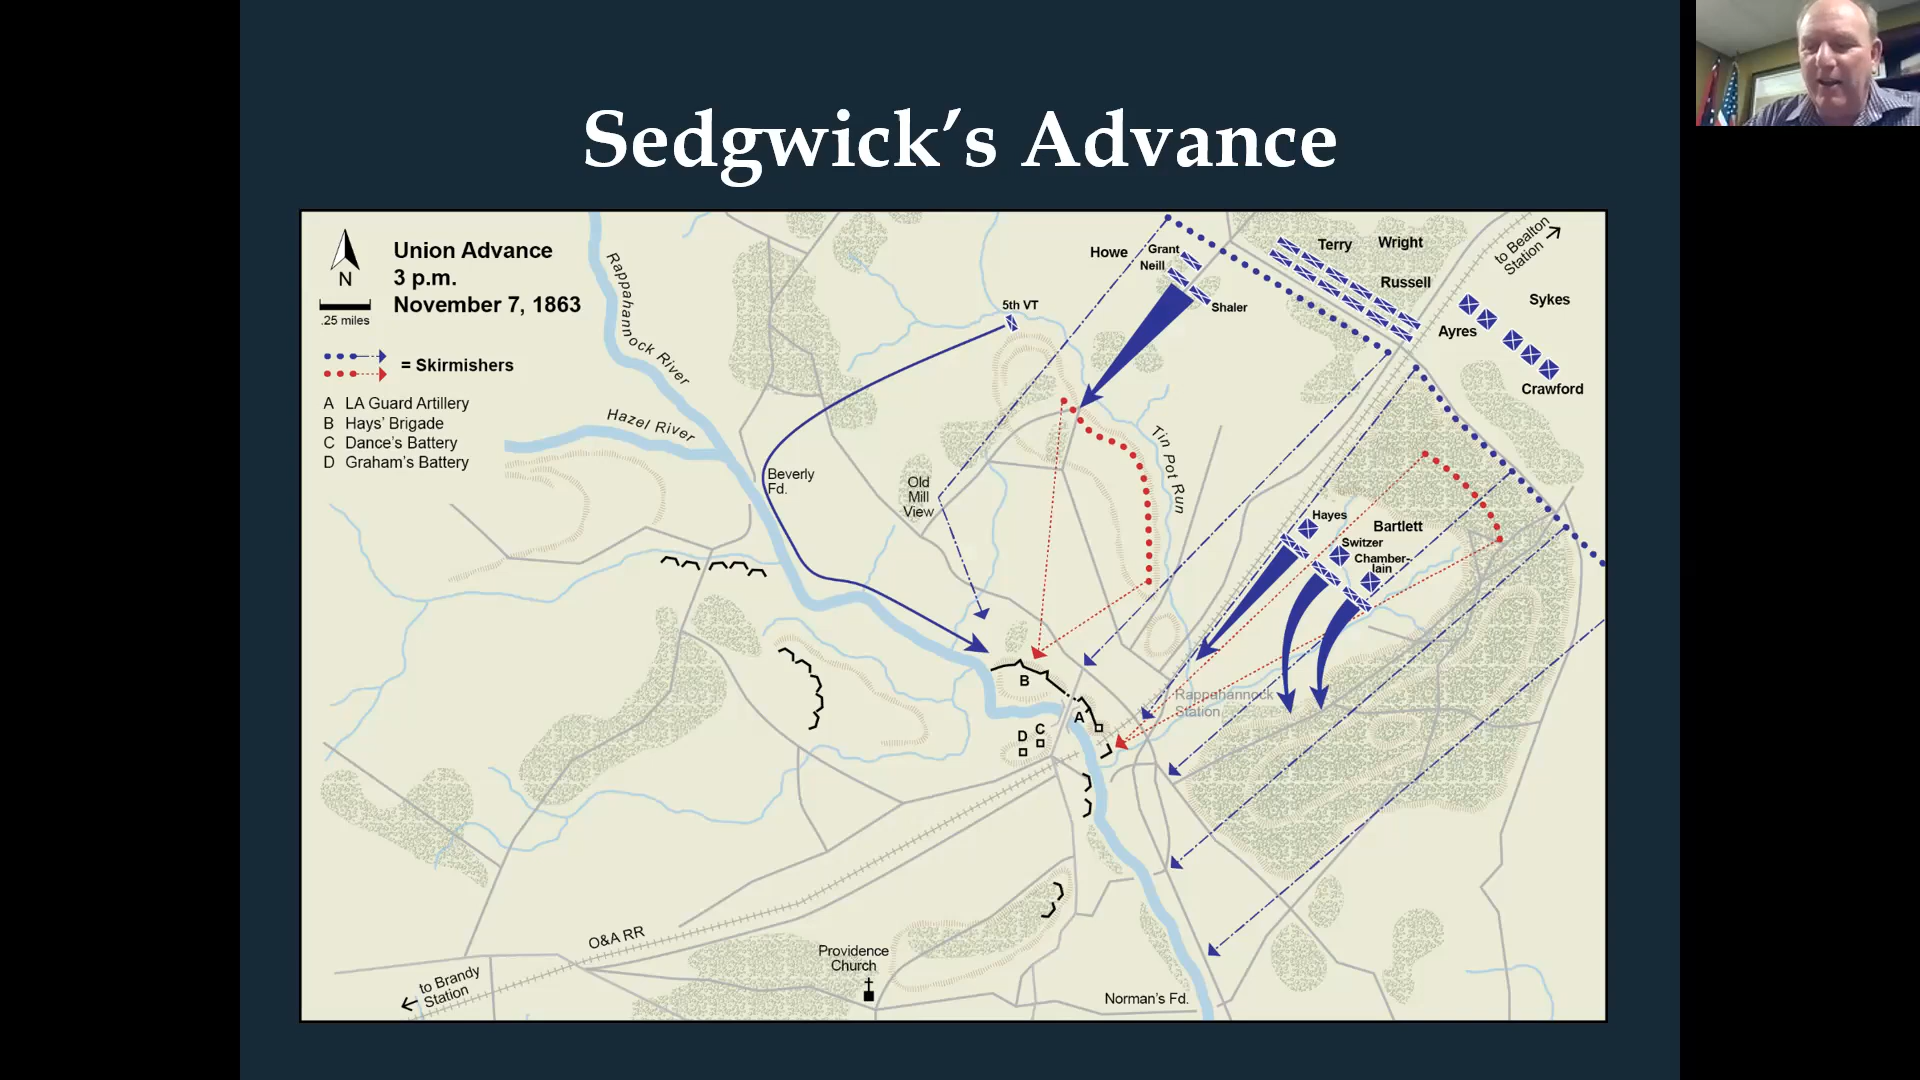 Sedgwick's Advance
N
.25 miles
Union Advance
3 p.m.
November 7, 1863
= Skirmishers
A LA Guard Artillery
B Hays' Brigade
C Dance's Battery
D Graham's Battery
Rappahannock River
Hazel River
Howe
Grant
Neill
Shaler
5th VT
Terry
Wright
Russell
to Bealton
Station
Sykes
Ayres
Crawford
Beverly
Fd.
Old
Mill
View
Tin Pot Run
Hayes
Bartlett
Switzer
Chamber-
lain
B
A
D
C
Rappahannock
Station
O&A RR
to Brandy
Station
Providence
Church
Norman's Fd.